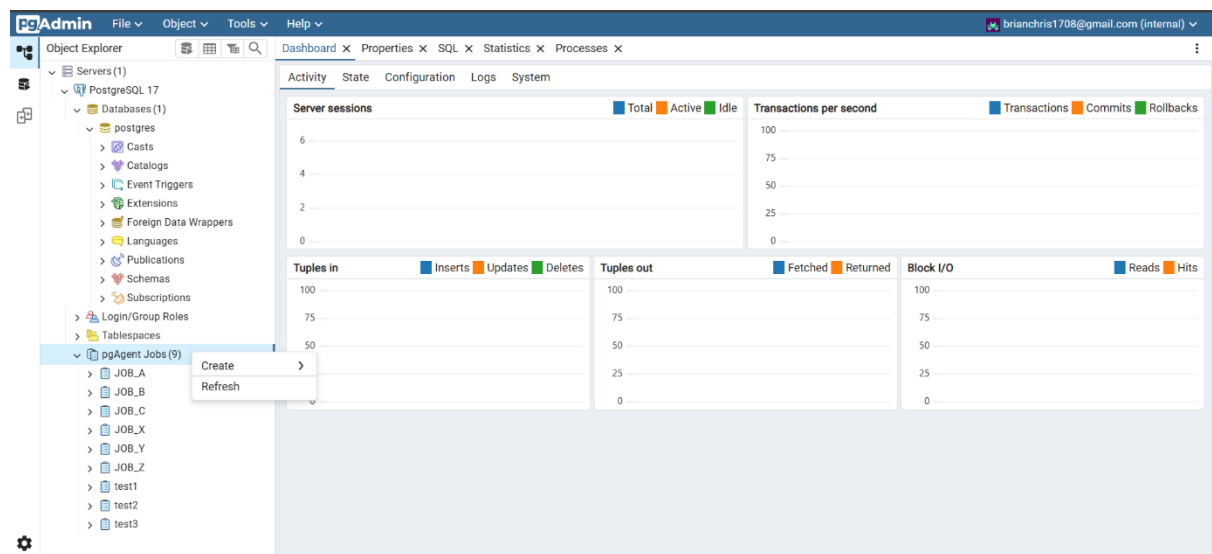 pgAdmin File Object Tools Help brianchris1708@gmail.com (internal)
Object Explorer
Dashboard Properties SQL Statistics Processes
Servers (1)
PostgreSQL 17
Databases (1)
postgres
Casts
Catalogs
Event Triggers
Extensions
Foreign Data Wrappers
Languages
Publications
Schemas
Subscriptions
Login/Group Roles
Tablespaces
pgAgent Jobs (9)
JOB_A
JOB_B
JOB_C
JOB_X
JOB_Y
JOB_Z
test1
test2
test3
Create
Refresh
Activity State Configuration Logs System
Server sessions Total Active Idle
6
4
2
0
Transactions per second Transactions Commits Rollbacks
100
75
50
25
0
Tuples in Inserts Updates Deletes
100
75
50
0
Tuples out Fetched Returned
100
75
50
25
0
Block I/O Reads Hits
100
75
50
25
0